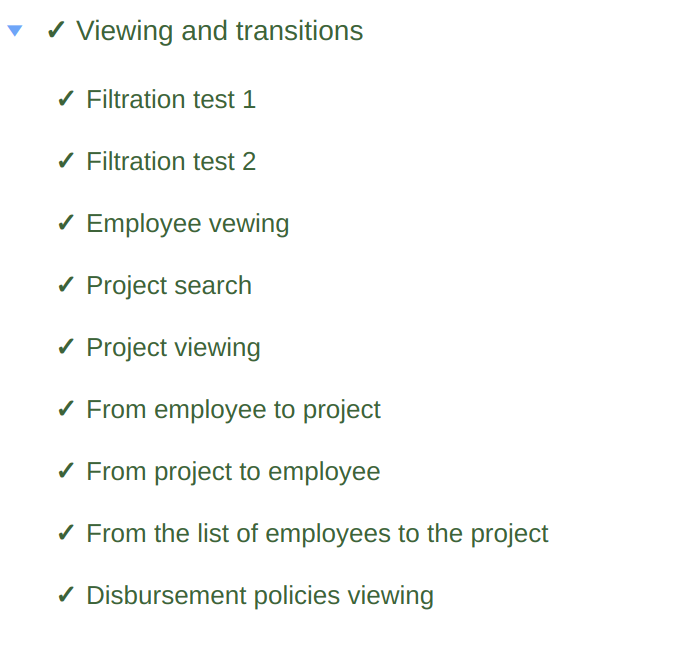 ✓ Viewing and transitions
✓ Filtration test 1
✓ Filtration test 2
✓ Employee vewing
✓ Project search
✓ Project viewing
✓ From employee to project
✓ From project to employee
✓ From the list of employees to the project
✓ Disbursement policies viewing